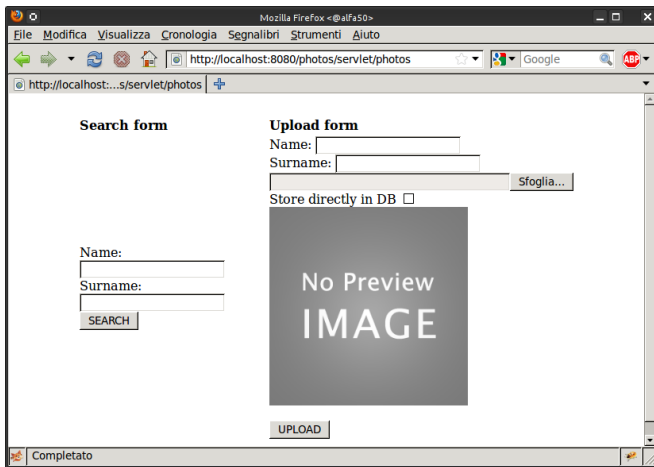 Mozilla Firefox <@alfa50>
File Modifica Visualizza Cronologia Segnalibri Strumenti Aiuto
http://localhost:8080/photos/servlet/photos Google ABP
http://localhost:...s/servlet/photos
Search form
Upload form
Name:
Surname:
Sfoglia...
Store directly in DB
No Preview
IMAGE
Name:
Surname:
SEARCH
UPLOAD
Completato